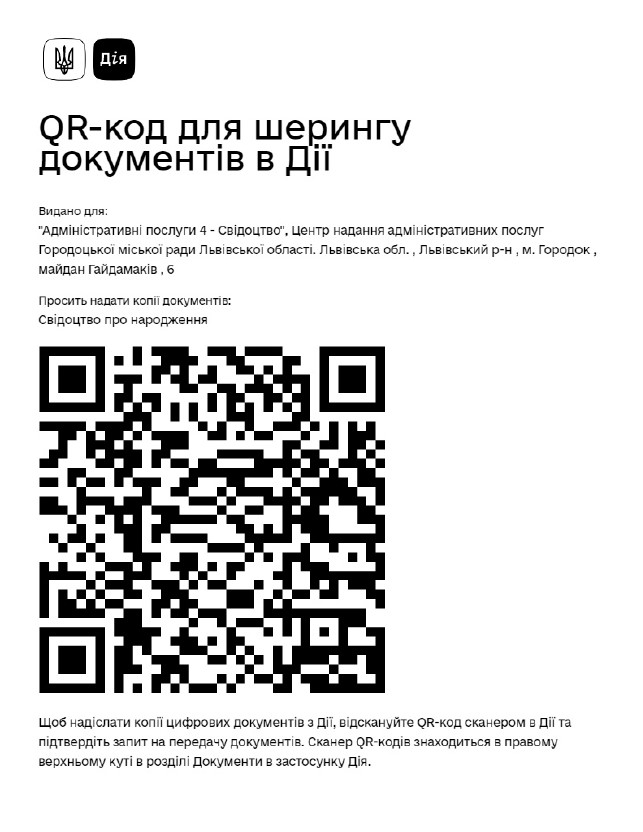 Дія
QR-код для шерингу
документів в Дії
Видано для:
"Адміністративні послуги 4 - Свідоцтво", Центр надання адміністративних послуг
Городоцької міської ради Львівської області. Львівська обл. , Львівський р-н , м. Городок ,
майдан Гайдамаків , 6
Просить надати копії документів:
Свідоцтво про народження
Щоб надіслати копії цифрових документів з Дії, відскануйте QR-код сканером в Дії та
підтвердіть запит на передачу документів. Сканер QR-кодів знаходиться в правому
верхньому куті в розділі Документи в застосунку Дія.